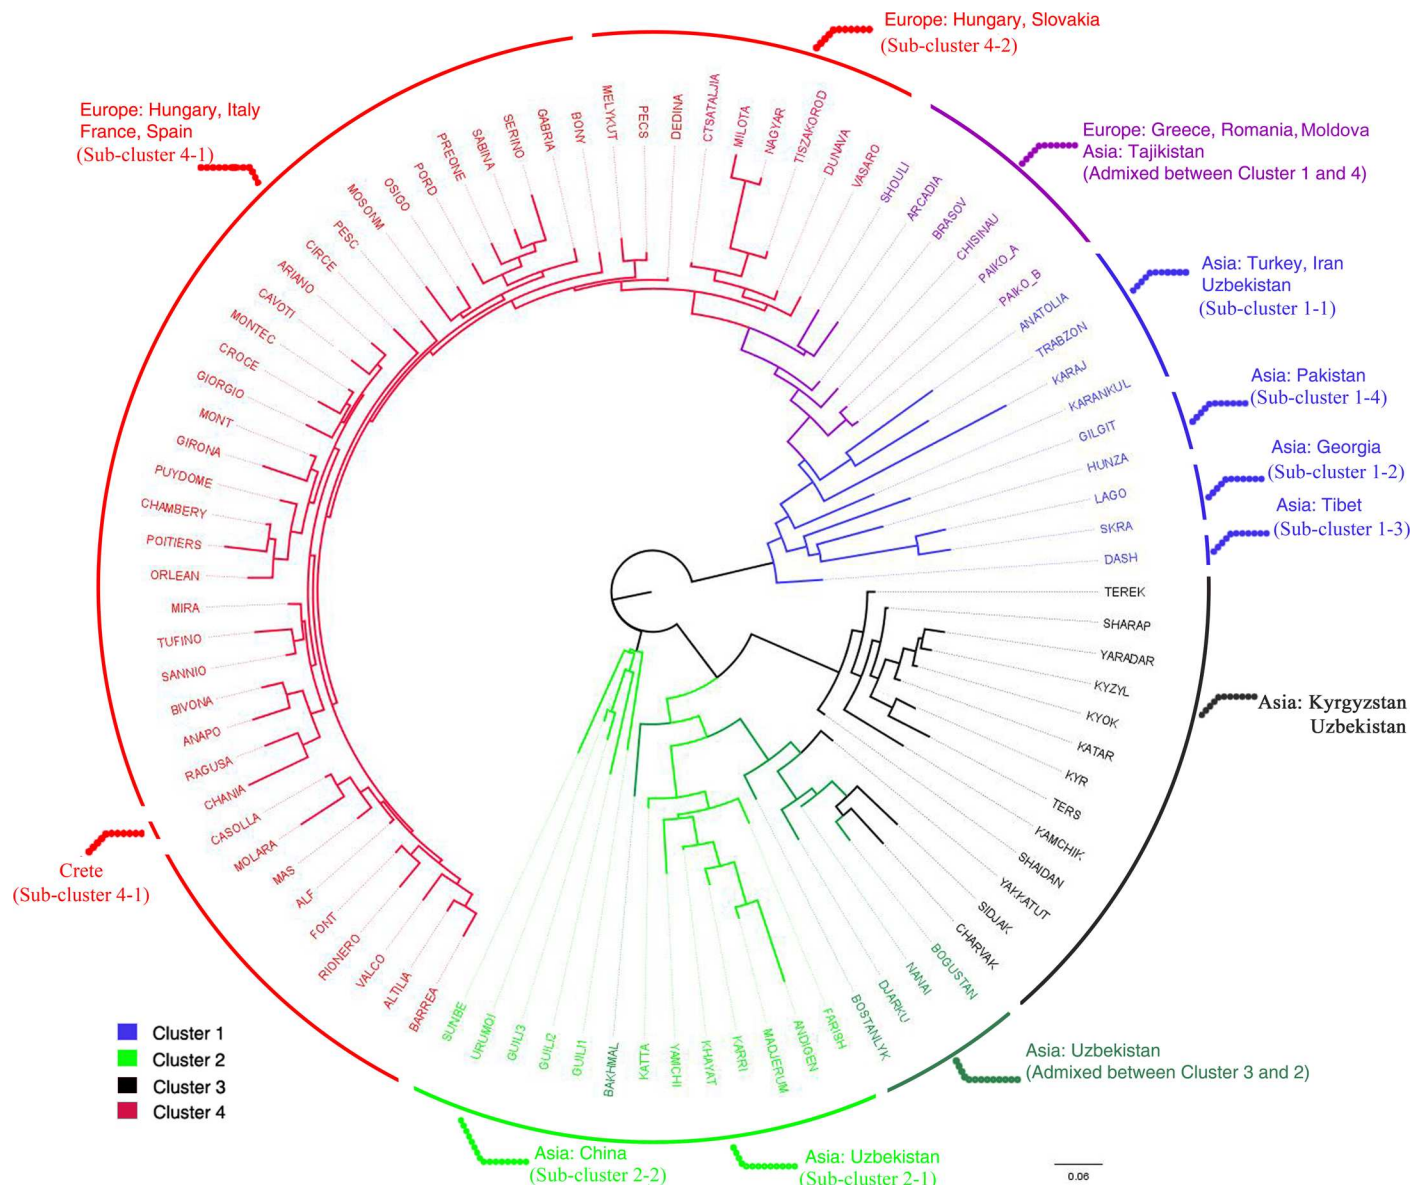 Europe: Hungary, Slovakia
(Sub-cluster 4-2)
Europe: Hungary, Italy
France, Spain
(Sub-cluster 4-1)
Europe: Greece, Romania, Moldova
Asia: Tajikistan
(Admixed between Cluster 1 and 4)
Asia: Turkey, Iran
Uzbekistan
(Sub-cluster 1-1)
Asia: Pakistan
(Sub-cluster 1-4)
Asia: Georgia
(Sub-cluster 1-2)
Asia: Tibet
(Sub-cluster 1-3)
Asia: Kyrgyzstan
Uzbekistan
Asia: Uzbekistan
(Admixed between Cluster 3 and 2)
Asia: Uzbekistan
(Sub-cluster 2-1)
Asia: China
(Sub-cluster 2-2)
Crete
(Sub-cluster 4-1)
MELYKUT
PECS
DEDINA
CTSATALJIA
MILOTA
NAGYAR
TISZAKOROD
DUNAVA
VASARO
SHOULI
ARCADIA
BRASOV
CHISINAU
PAIKO_A
PAIKO_B
ANATOLIA
TRABZON
KARAJ
KARANKUL
GILGIT
HUNZA
LAGO
SKRA
DASH
TEREK
SHARAP
YARADAR
KYZYL
KYOK
KATAR
KYR
TERS
KAMCHIK
SHAIDAN
YAKKATUT
SIDJAK
CHARVAK
BOGUSTAN
NANAI
DJARKU
BOSTANLYK
FARISH
ANDIGEN
MADJERUM
KARRI
KHAYAT
YAMCHI
KATTA
BAKHMAL
GUILI1
GUILI2
GUILI3
URUMQI
SUNBE
BARREA
ALTILIA
VALCO
RIONERO
FONT
ALF
MAS
MOLARA
CASOLLA
CHANIA
RAGUSA
ANAPO
BIVONA
SANNIO
TUFINO
MIRA
ORLEAN
POITIERS
CHAMBERY
PUYDOME
GIRONA
MONT
GIORGIO
CROCE
MONTEC
CAVOTI
ARIANO
CIRCE
PESC
MOSONM
OSIGO
PORD
PREONE
SABINA
SERINO
GABRIA
BONY
Cluster 1
Cluster 2
Cluster 3
Cluster 4
0.06